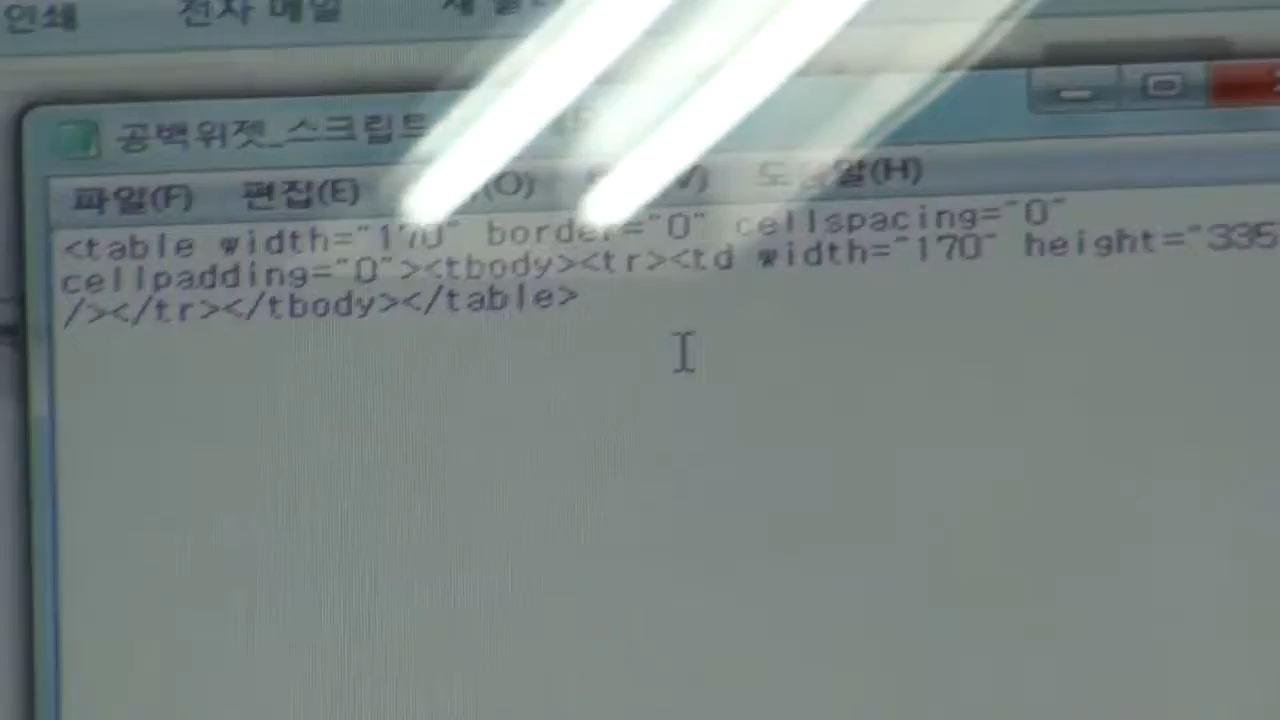 인쇄 전자 메일
공백위젯_스크립트
파일(F) 편집(E) (O) (V) 도움말(H)
<table width="170" border="0" cellspacing="0"
cellpadding="0"><tbody><tr><td width="170" height="335
/></tr></tbody></table>